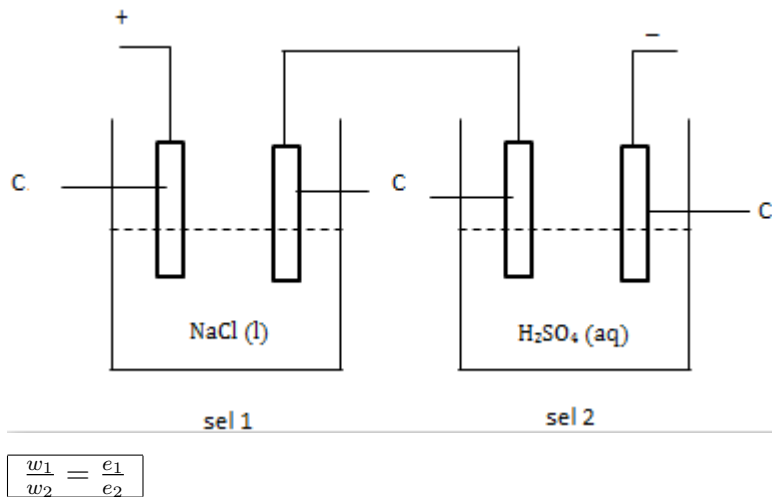 + −
C C C
NaCl (l) H₂SO₄ (aq)
sel 1 sel 2
w₁/w₂ = e₁/e₂